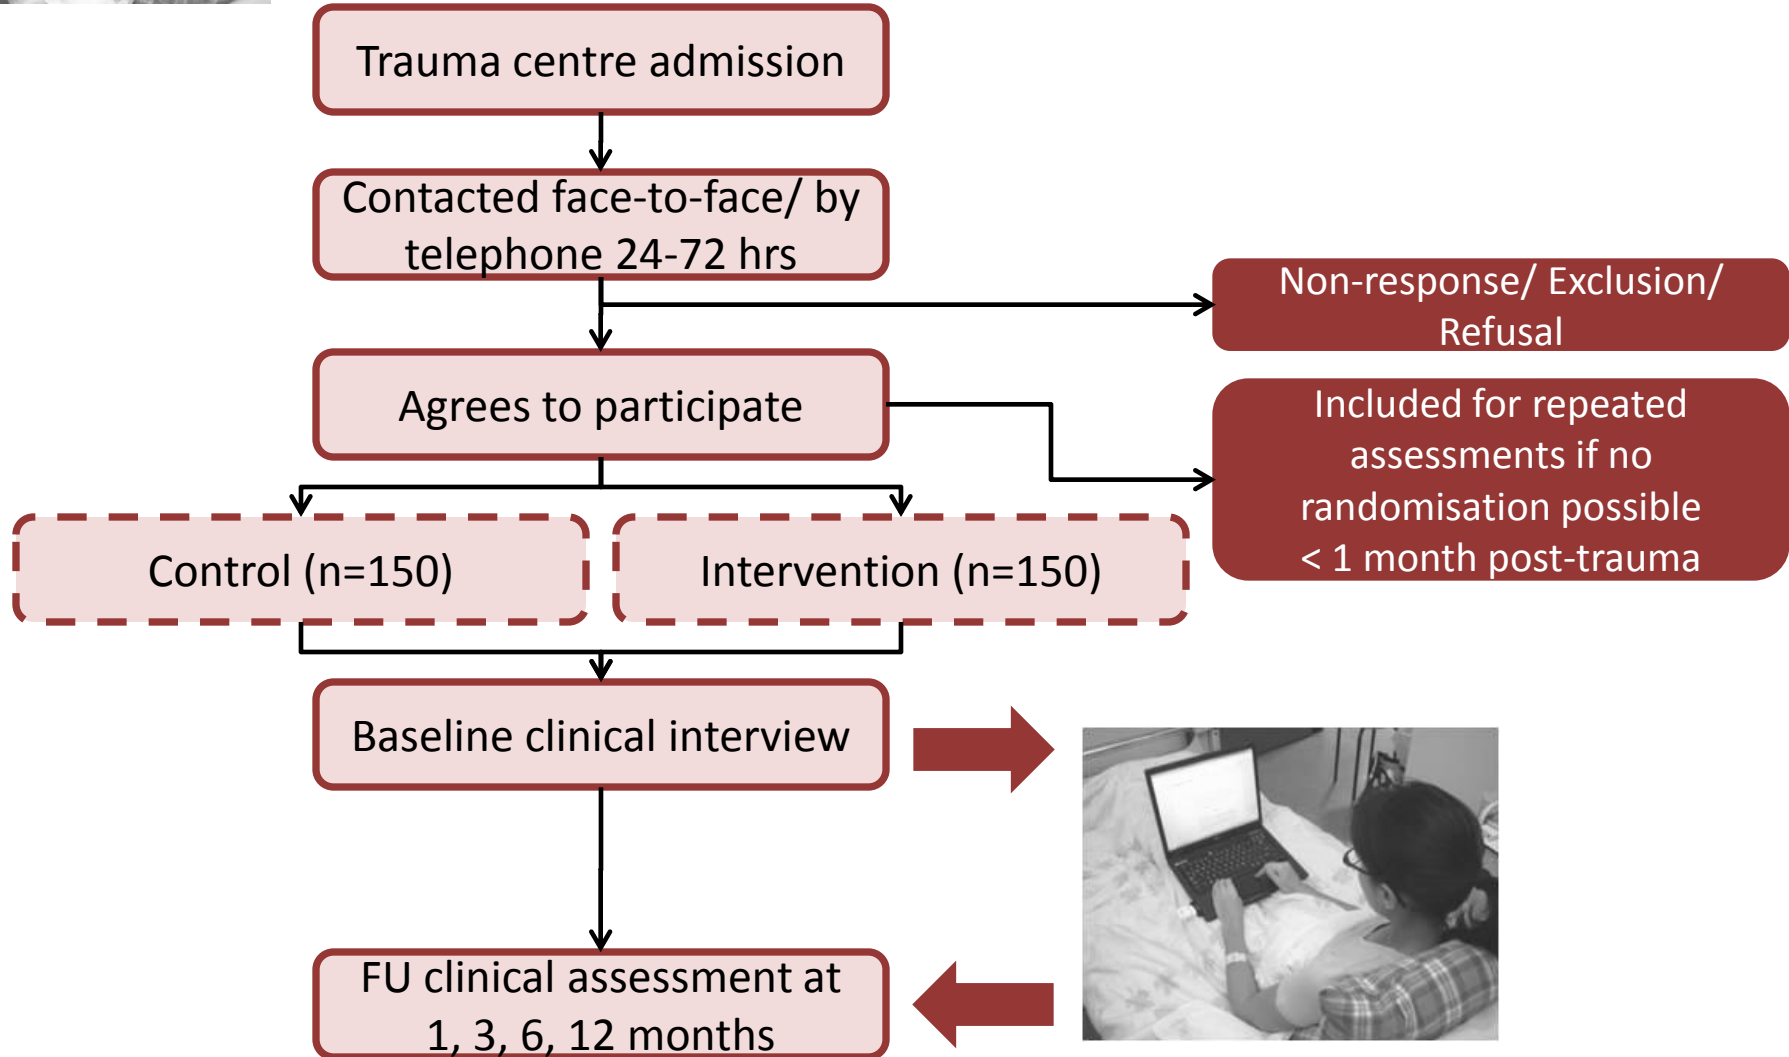 Trauma centre admission
Contacted face-to-face/ by
telephone 24-72 hrs
Non-response/ Exclusion/
Refusal
Agrees to participate
Included for repeated
assessments if no
randomisation possible
< 1 month post-trauma
Control (n=150)
Intervention (n=150)
Baseline clinical interview
FU clinical assessment at
1, 3, 6, 12 months